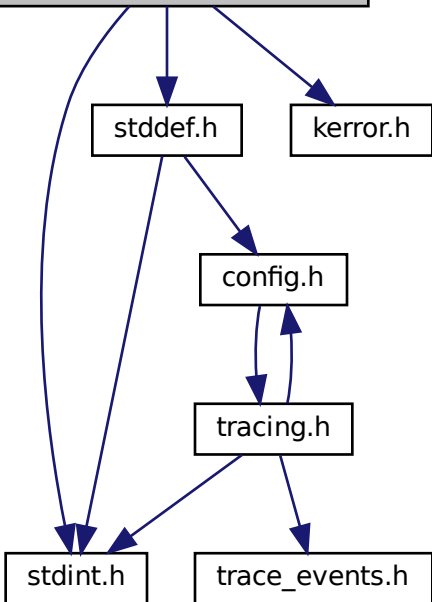 stddef.h
kerror.h
config.h
tracing.h
stdint.h
trace_events.h